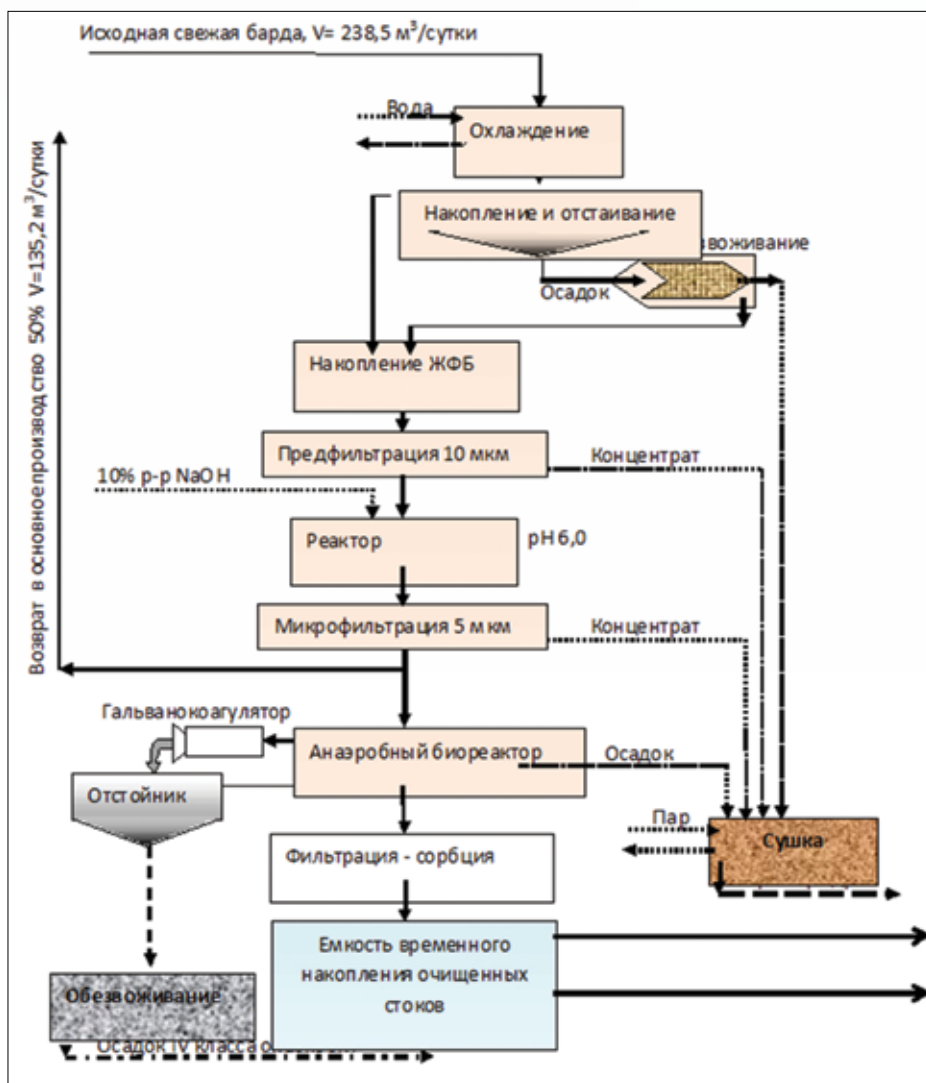 Исходная свежая барда, V= 238,5 м³/сутки
Вода
Охлаждение
Возврат в основноепроизводство 50% V=135,2 м³/сутки
Накопление и отстаивание
звоживание
Осадок
Накопление ЖФБ
Предфильтрация 10 мкм
Концентрат
10% р-р NaOH
Реактор
pH 6,0
Микрофильтрация 5 мкм
Концентрат
Гальванокоагулятор
Анаэробный биореактор
Осадок
Отстойник
Пар
Сушка
Фильтрация - сорбция
Емкость временного
накопления очищенных
стоков
Обезвоживание
Осадок IV класса